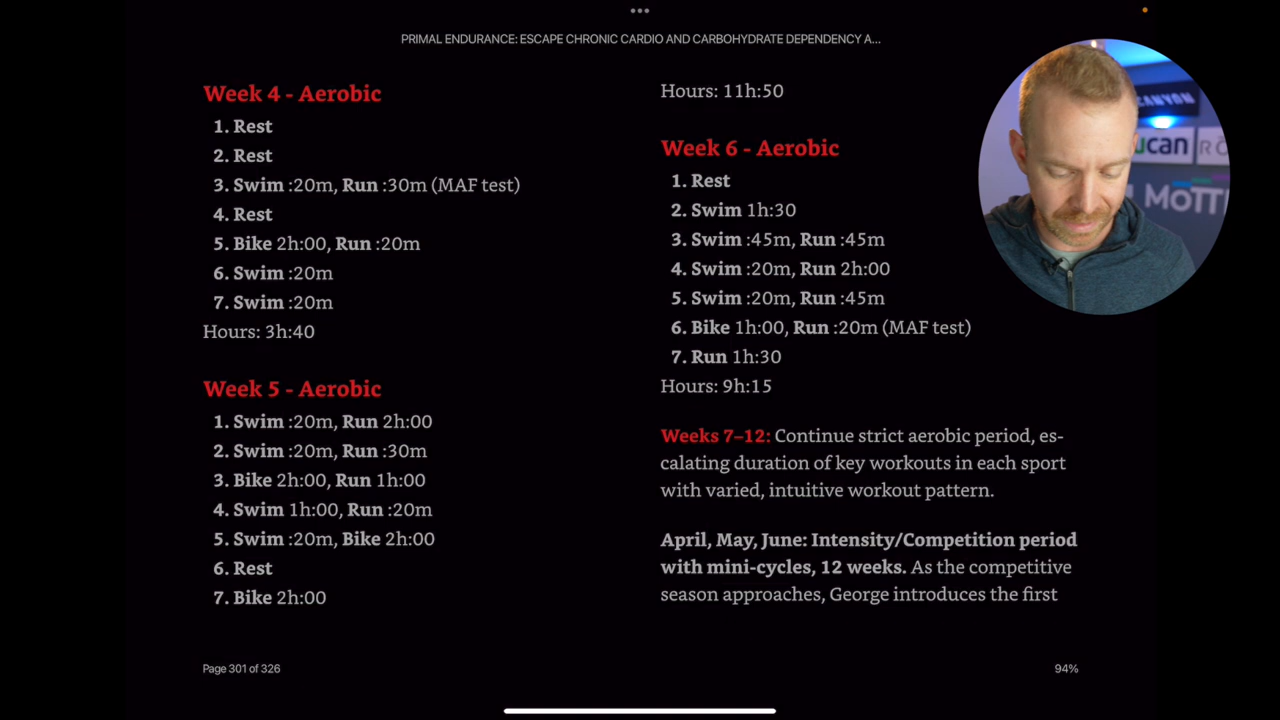 PRIMAL ENDURANCE: ESCAPE CHRONIC CARDIO AND CARBOHYDRATE DEPENDENCY A...
Week 4 - Aerobic
1. Rest
2. Rest
3. Swim :20m, Run :30m (MAF test)
4. Rest
5. Bike 2h:00, Run :20m
6. Swim :20m
7. Swim :20m
Hours: 3h:40
Week 5 - Aerobic
1. Swim :20m, Run 2h:00
2. Swim :20m, Run :30m
3. Bike 2h:00, Run 1h:00
4. Swim 1h:00, Run :20m
5. Swim :20m, Bike 2h:00
6. Rest
7. Bike 2h:00
Hours: 11h:50
Week 6 - Aerobic
1. Rest
2. Swim 1h:30
3. Swim :45m, Run :45m
4. Swim :20m, Run 2h:00
5. Swim :20m, Run :45m
6. Bike 1h:00, Run :20m (MAF test)
7. Run 1h:30
Hours: 9h:15
Weeks 7–12: Continue strict aerobic period, es-
calating duration of key workouts in each sport
with varied, intuitive workout pattern.
April, May, June: Intensity/Competition period
with mini-cycles, 12 weeks. As the competitive
season approaches, George introduces the first
Page 301 of 326
94%
CANYON
ucan
MOTT